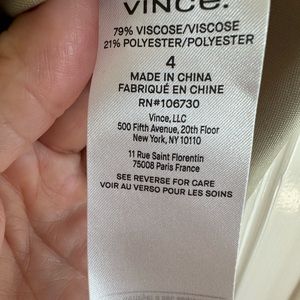 VINCE.
79% VISCOSE/VISCOSE
21% POLYESTER/POLYESTER
4
MADE IN CHINA
FABRIQUÉ EN CHINE
RN#106730
Vince, LLC
500 Fifth Avenue, 20th Floor
New York, NY 10110
11 Rue Saint Florentin
75008 Paris France
SEE REVERSE FOR CARE
VOIR AU VERSO POUR LES SOINS